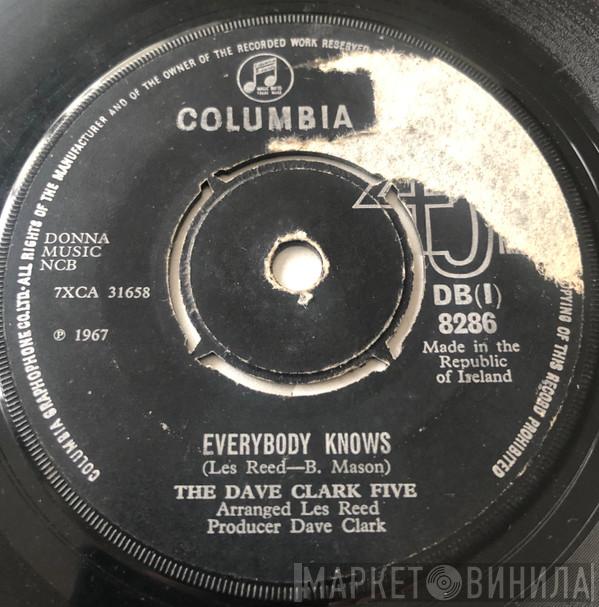 COLUMBIA GRAPHOPHONE CO. LTD. · ALL RIGHTS OF THE MANUFACTURER AND OF THE OWNER OF THE RECORDED WORK RESERVED
COPYING OF THIS RECORD PROHIBITED
COLUMBIA
45
DONNA
MUSIC
NCB
7XCA 31658
℗ 1967
DB(I)
8286
Made in the
Republic
of Ireland
EVERYBODY KNOWS
(Les Reed—B. Mason)
THE DAVE CLARK FIVE
Arranged Les Reed
Producer Dave Clark
МАРКЕТ ВИНИЛА